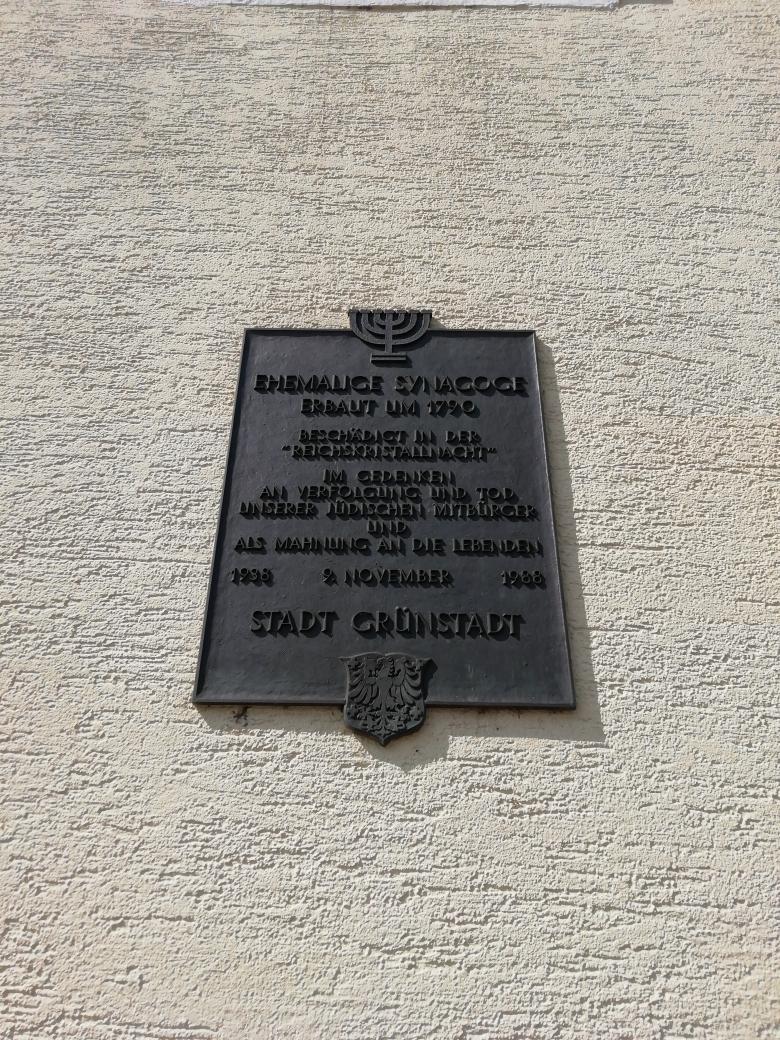 EHEMALIGE SYNAGOGE
ERBAUT UM 1790
BESCHÄDIGT IN DER
"REICHSKRISTALLNACHT"
IM GEDENKEN
AN VERFOLGUNG UND TOD
UNSERER JÜDISCHEN MITBÜRGER
UND
ALS MAHNUNG AN DIE LEBENDEN
1938 9. NOVEMBER 1988
STADT GRÜNSTADT